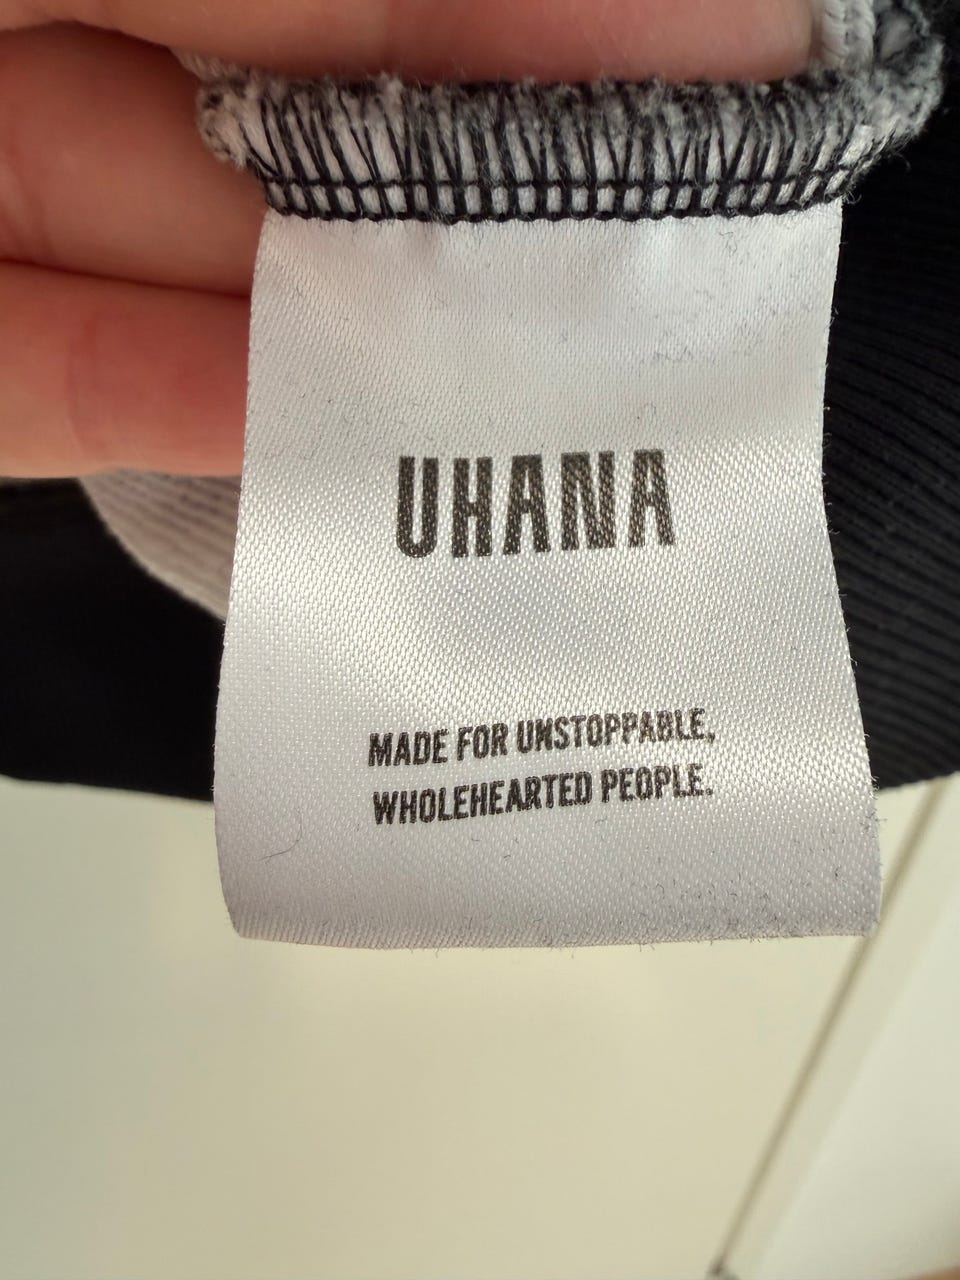 UHANA
MADE FOR UNSTOPPABLE,
WHOLEHEARTED PEOPLE.